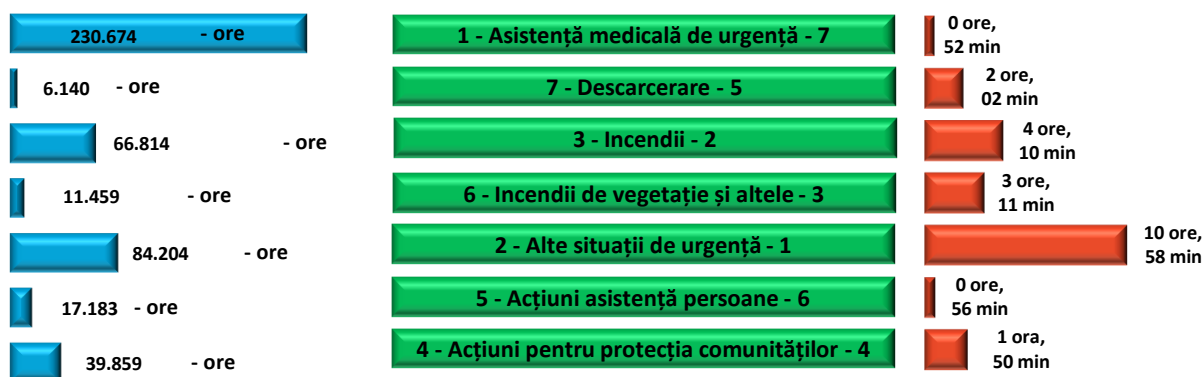 230.674 - ore
1 - Asistență medicală de urgență - 7
0 ore,
52 min
6.140 - ore
7 - Descarcerare - 5
2 ore,
02 min
66.814 - ore
3 - Incendii - 2
4 ore,
10 min
11.459 - ore
6 - Incendii de vegetație și altele - 3
3 ore,
11 min
84.204 - ore
2 - Alte situații de urgență - 1
10 ore,
58 min
17.183 - ore
5 - Acțiuni asistență persoane - 6
0 ore,
56 min
39.859 - ore
4 - Acțiuni pentru protecția comunităților - 4
1 ora,
50 min